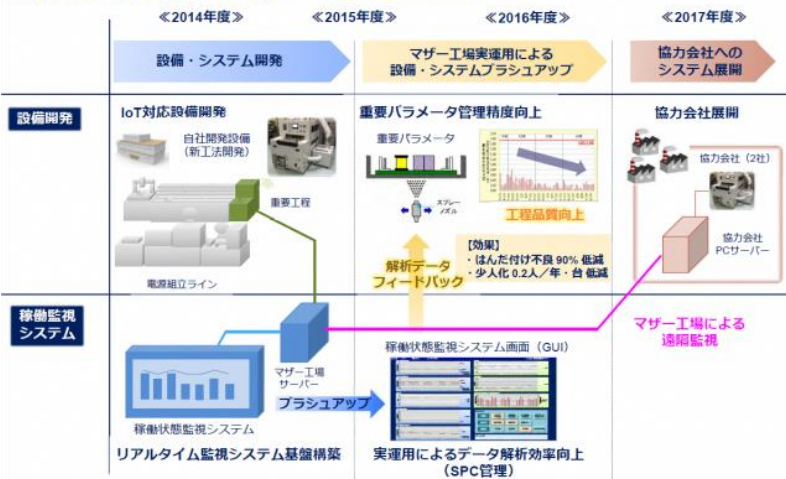 ≪2014年度≫
≪2015年度≫
≪2016年度≫
≪2017年度≫
設備・システム開発
マザー工場実運用による
設備・システムブラシュアップ
協力会社への
システム展開
設備開発
IoT対応設備開発
自社開発設備
(新工法開発)
重要工程
電源組立ライン
重要パラメータ管理精度向上
重要パラメータ
スプレー
ノズル
工程品質向上
解析データ
フィードバック
【効果】
・はんだ付け不良 90% 低減
・少人化 0.2人/年・台 低減
協力会社展開
協力会社(2社)
協力会社
PCサーバー
稼働監視
システム
マザー工場
サーバー
稼働状態監視システム
ブラシュアップ
リアルタイム監視システム基盤構築
稼働状態監視システム画面(GUI)
実運用によるデータ解析効率向上
(SPC管理)
マザー工場による
遠隔監視